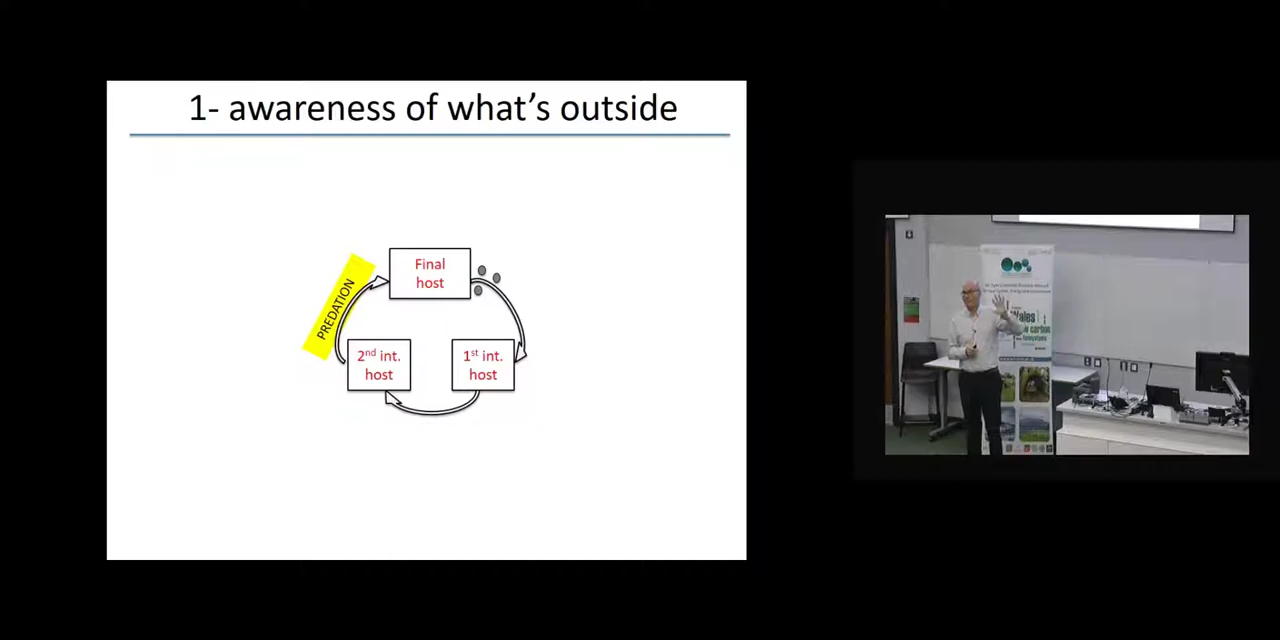 1- awareness of what's outside
Final
host
PREDATION
2nd int.
host
1st int.
host
Wales